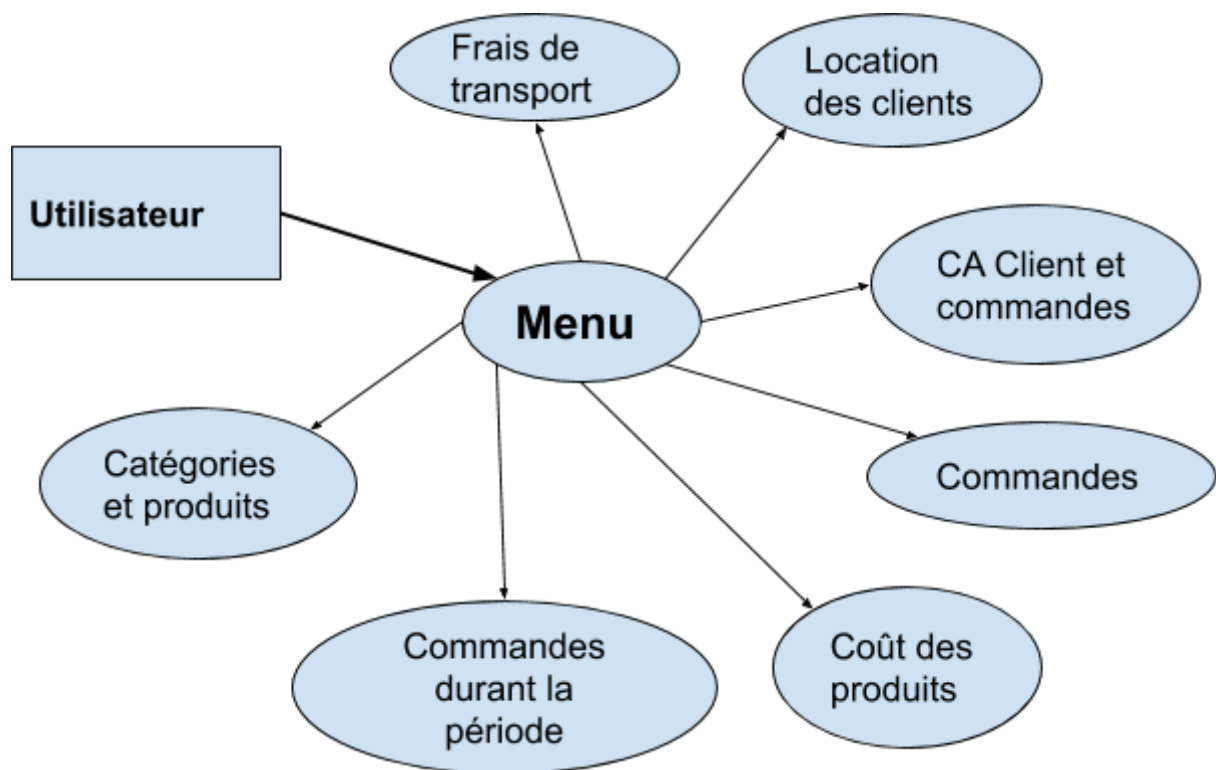 Frais de
transport
Location
des clients
Utilisateur
CA Client et
commandes
Menu
Catégories
et produits
Commandes
Commandes
durant la
période
Coût des
produits